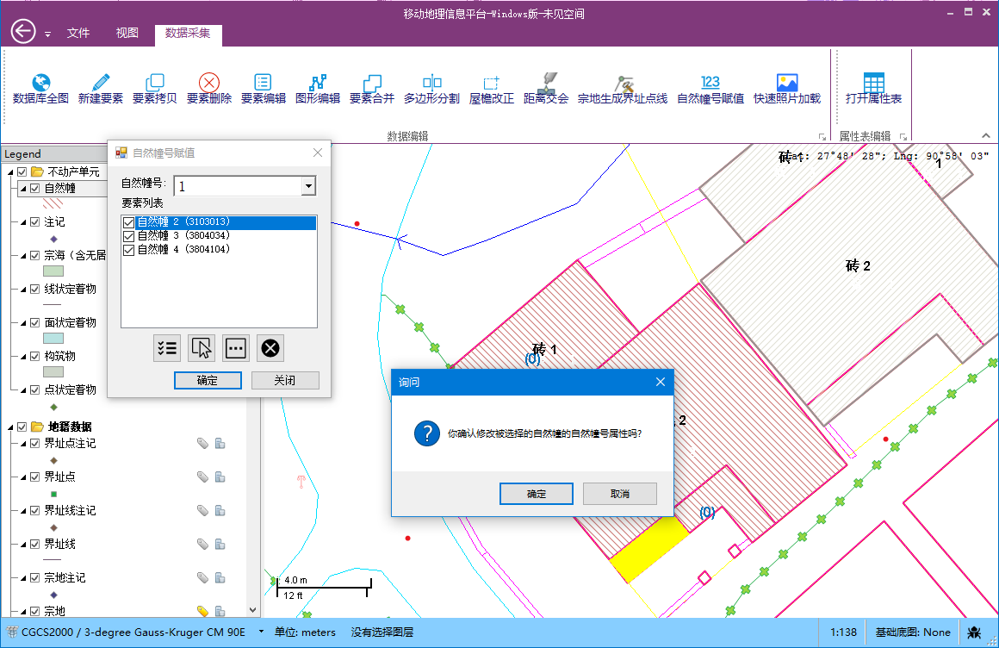 移动地理信息平台-Windows版-未见空间
文件 视图 数据采集
数据库全图 新建要素 要素拷贝 要素删除 要素编辑 图形编辑 要素合并 多边形分割 屋檐改正 距离交会 宗地生成界址点线 自然幢号赋值 快速照片加载 打开属性表
123
数据编辑 属性表编辑
Legend
不动产单元
自然幢
注记
宗海（含无居
线状定着物
面状定着物
构筑物
点状定着物
地籍数据
界址点注记
界址点
界址线注记
界址线
宗地注记
宗地
自然幢号赋值
自然幢号: 1
要素列表
自然幢 2 (3103013)
自然幢 3 (3804034)
自然幢 4 (3804104)
确定 关闭
Lat: 27°48' 28"; Lng: 90°58' 03"
砖 1
1
砖 2
砖 1
(0)
2
(0)
询问
你确认修改被选择的自然幢的自然幢号属性吗?
确定 取消
4.0 m
12 ft
CGCS2000 / 3-degree Gauss-Kruger CM 90E 单位: meters 没有选择图层 1:138 基础底图: None